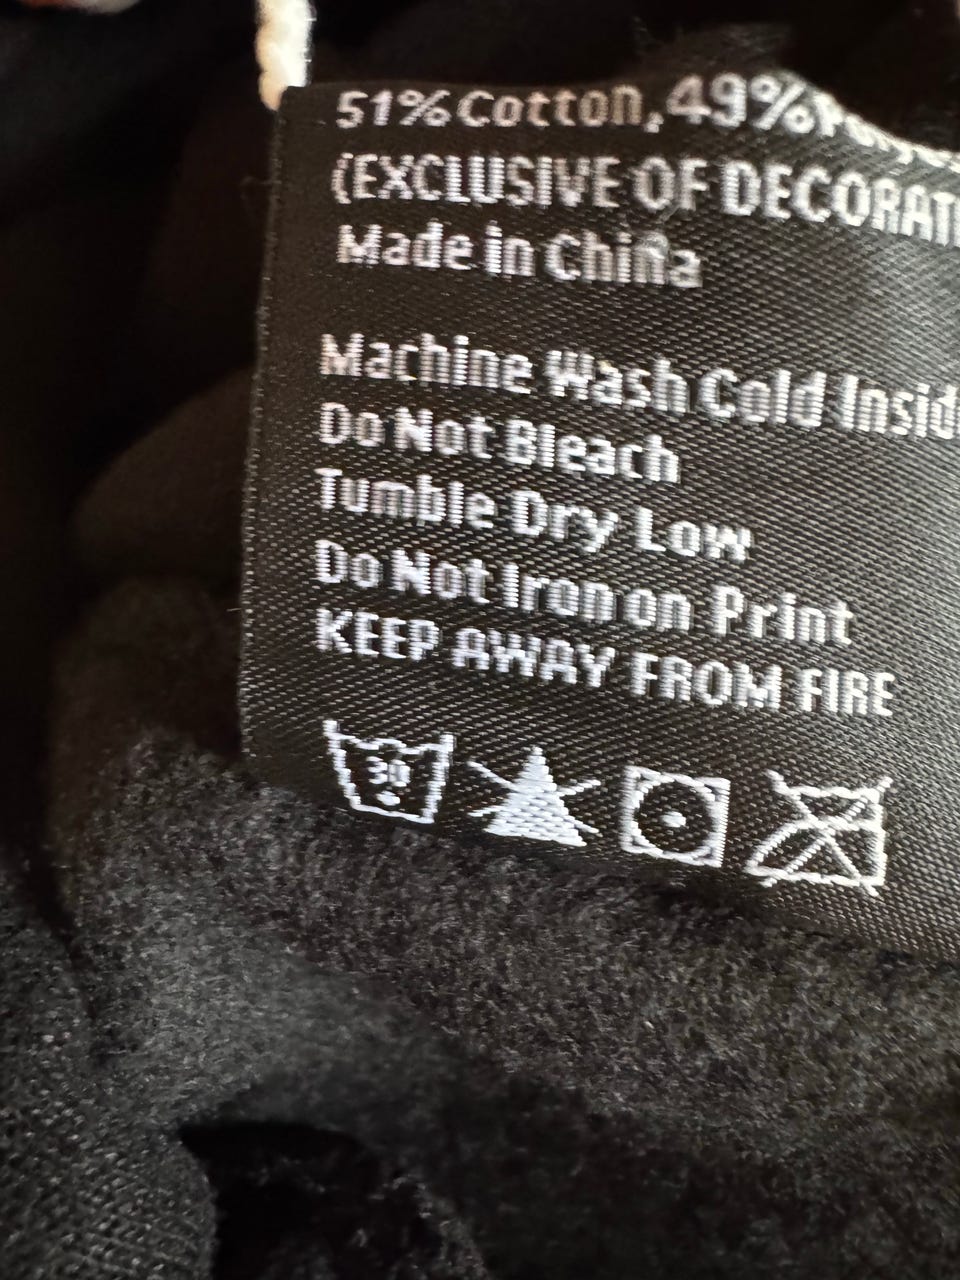 51% Cotton, 49%
(EXCLUSIVE OF
Made in China
Machine Wash Cold
Do Not Bleach
Tumble Dry Low
Do Not Iron on Print
KEEP AWAY FROM FIRE
30